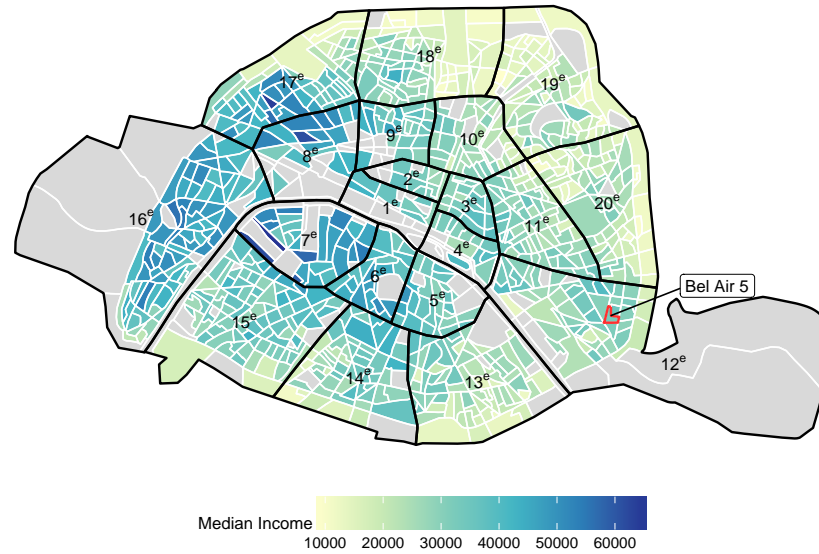 18ᵉ
17ᵉ
19ᵉ
9ᵉ
10ᵉ
8ᵉ
2ᵉ
20ᵉ
1ᵉ
3ᵉ
16ᵉ
11ᵉ
7ᵉ
4ᵉ
6ᵉ
Bel Air 5
5ᵉ
15ᵉ
12ᵉ
14ᵉ
13ᵉ
Median Income
10000 20000 30000 40000 50000 60000